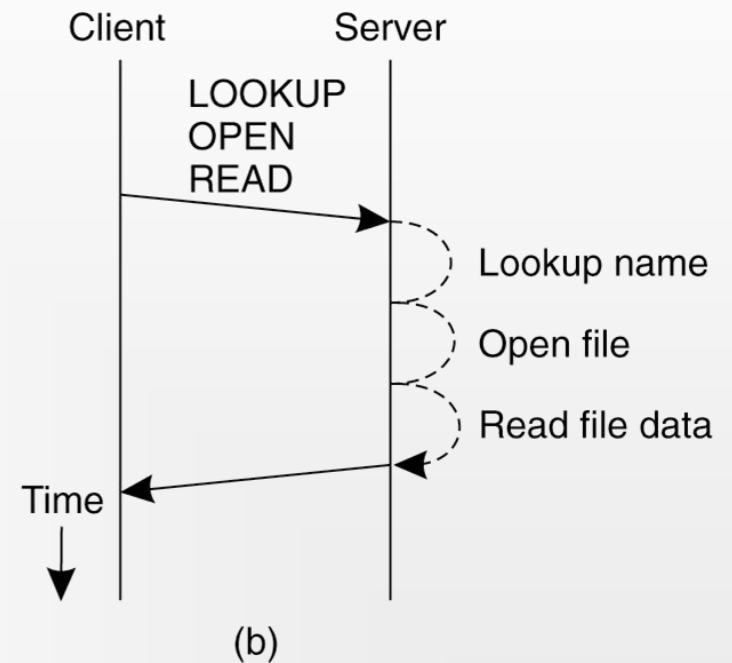 Client
Server
LOOKUP
OPEN
READ
Lookup name
Open file
Read file data
Time
(b)